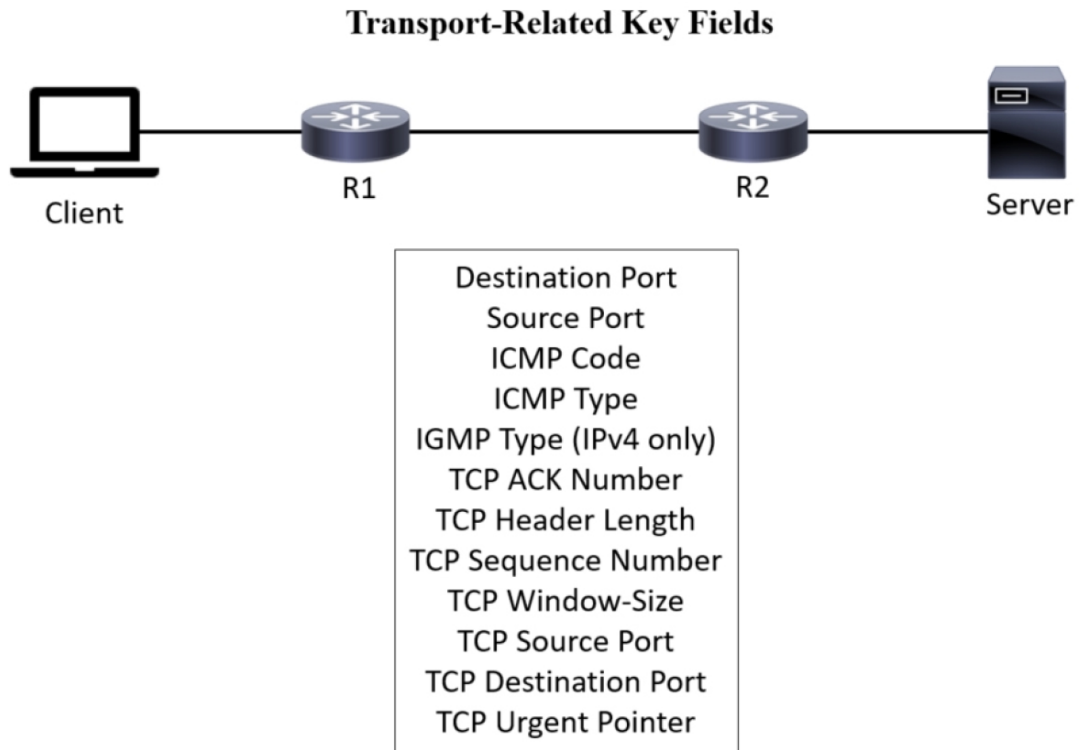 Transport-Related Key Fields
Client
R1
R2
Server
Destination Port
Source Port
ICMP Code
ICMP Type
IGMP Type (IPv4 only)
TCP ACK Number
TCP Header Length
TCP Sequence Number
TCP Window-Size
TCP Source Port
TCP Destination Port
TCP Urgent Pointer